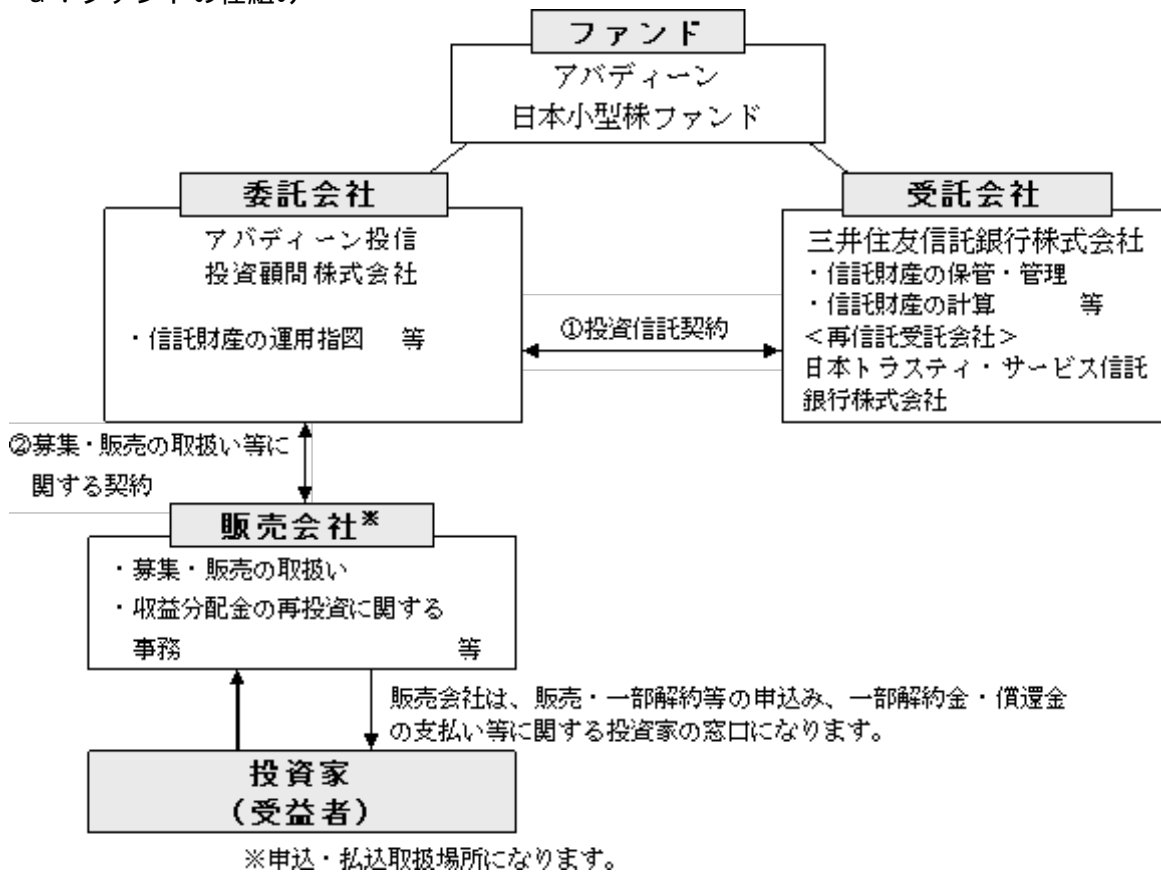 ファンド
アバディーン
日本小型株ファンド
委託会社
アバディーン投信
投資顧問株式会社
・信託財産の運用指図　等
受託会社
三井住友信託銀行株式会社
・信託財産の保管・管理
・信託財産の計算　　　等
＜再信託受託会社＞
日本トラスティ・サービス信託
銀行株式会社
①投資信託契約
②募集・販売の取扱い等に
関する契約
販売会社※
・募集・販売の取扱い
・収益分配金の再投資に関する
事務　　　　　　　　　　　等
販売会社は、販売・一部解約等の申込み、一部解約金・償還金
の支払い等に関する投資家の窓口になります。
投資家
（受益者）
※申込・払込取扱場所になります。